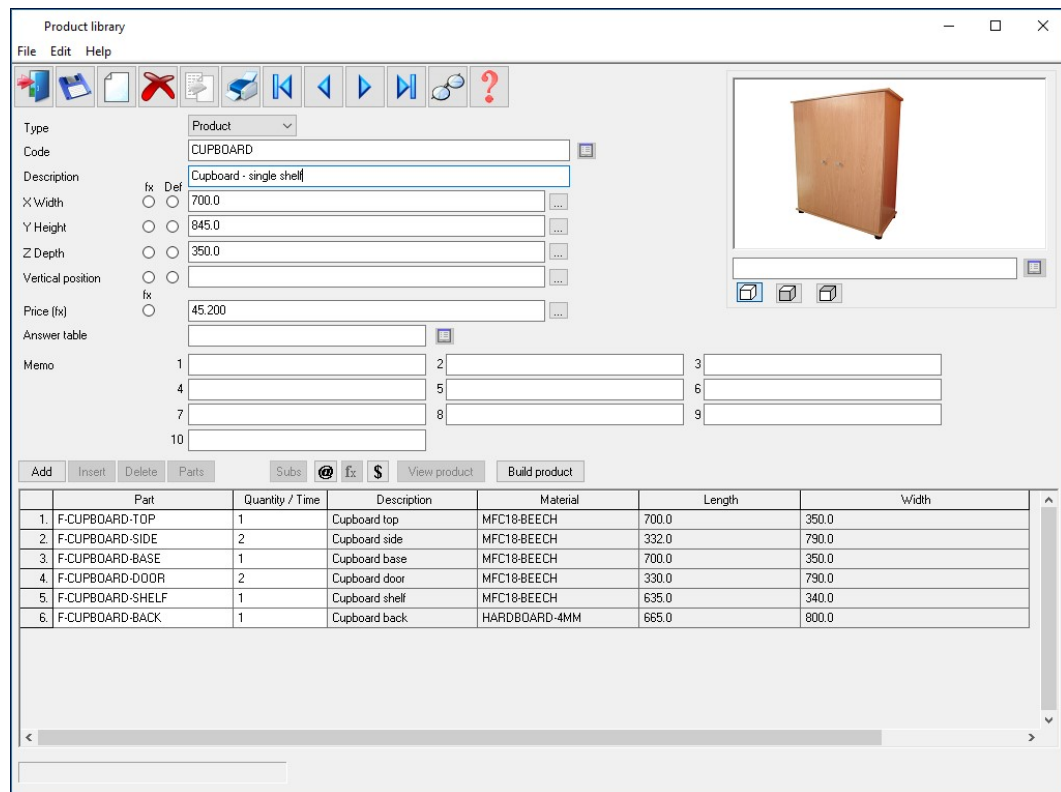 Product library
File Edit Help
Type Product
Code CUPBOARD
Description Cupboard - single shelf
fx Def
X Width 700.0 ...
Y Height 845.0 ...
Z Depth 350.0 ...
Vertical position ...
fx
Price (fx) 45.200 ...
Answer table
Memo 1 2 3
4 5 6
7 8 9
10
Add Insert Delete Parts Subs @ fx $ View product Build product
Part Quantity / Time Description Material Length Width
1. F-CUPBOARD-TOP 1 Cupboard top MFC18-BEECH 700.0 350.0
2. F-CUPBOARD-SIDE 2 Cupboard side MFC18-BEECH 332.0 790.0
3. F-CUPBOARD-BASE 1 Cupboard base MFC18-BEECH 700.0 350.0
4. F-CUPBOARD-DOOR 2 Cupboard door MFC18-BEECH 330.0 790.0
5. F-CUPBOARD-SHELF 1 Cupboard shelf MFC18-BEECH 635.0 340.0
6. F-CUPBOARD-BACK 1 Cupboard back HARDBOARD-4MM 665.0 800.0